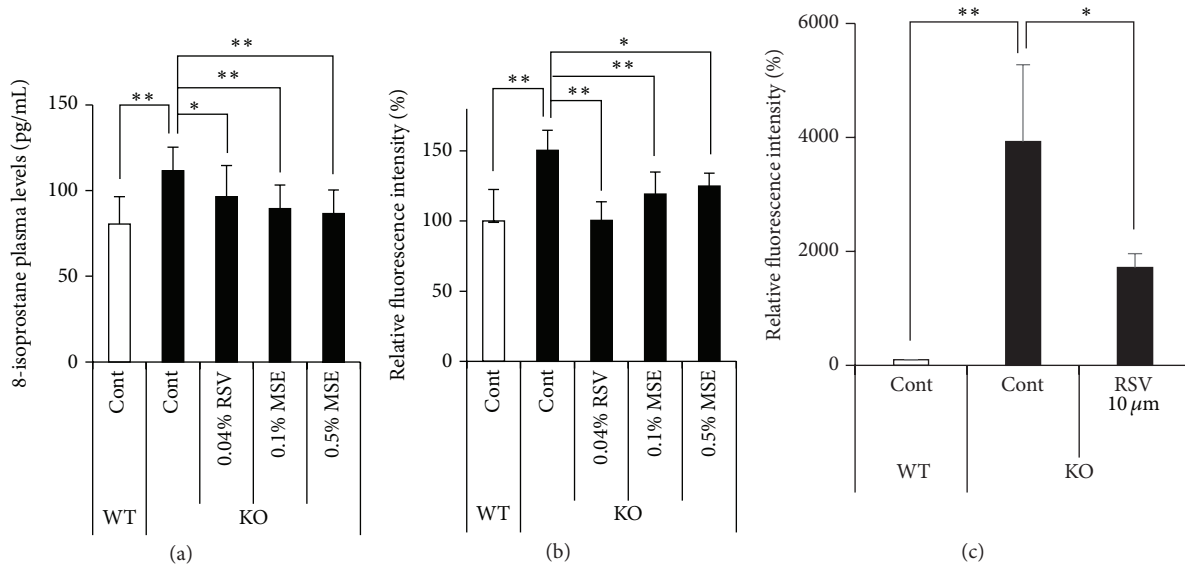 8-isoprostane plasma levels (pg/mL)
150
100
50
0
**
*
**
**
Cont
Cont
0.04% RSV
0.1% MSE
0.5% MSE
WT
KO
(a)
Relative fluorescence intensity (%)
150
100
50
0
**
**
**
*
Cont
Cont
0.04% RSV
0.1% MSE
0.5% MSE
WT
KO
(b)
Relative fluorescence intensity (%)
6000
4000
2000
0
**
*
Cont
Cont
RSV
10 μm
WT
KO
(c)